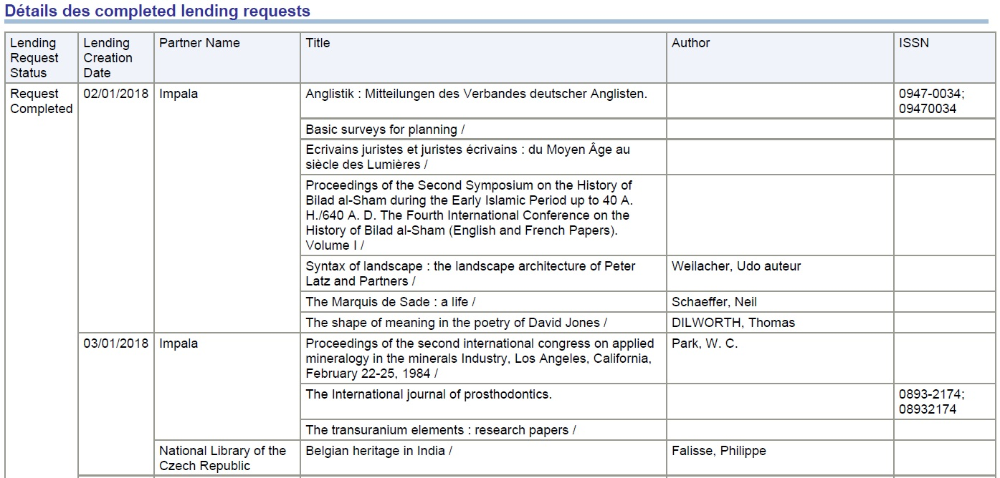 Détails des completed lending requests
Lending
Request
Status
Lending
Creation
Date
Partner Name
Title
Author
ISSN
Request
Completed
02/01/2018
Impala
Anglistik : Mitteilungen des Verbandes deutscher Anglisten.
0947-0034;
09470034
Basic surveys for planning /
Ecrivains juristes et juristes écrivains : du Moyen Âge au
siècle des Lumières /
Proceedings of the Second Symposium on the History of
Bilad al-Sham during the Early Islamic Period up to 40 A.
H./640 A. D. The Fourth International Conference on the
History of Bilad al-Sham (English and French Papers).
Volume I /
Syntax of landscape : the landscape architecture of Peter
Latz and Partners /
Weilacher, Udo auteur
The Marquis de Sade : a life /
Schaeffer, Neil
The shape of meaning in the poetry of David Jones /
DILWORTH, Thomas
03/01/2018
Impala
Proceedings of the second international congress on applied
mineralogy in the minerals Industry, Los Angeles, California,
February 22-25, 1984 /
Park, W. C.
The International journal of prosthodontics.
0893-2174;
08932174
The transuranium elements : research papers /
National Library of the
Czech Republic
Belgian heritage in India /
Falisse, Philippe